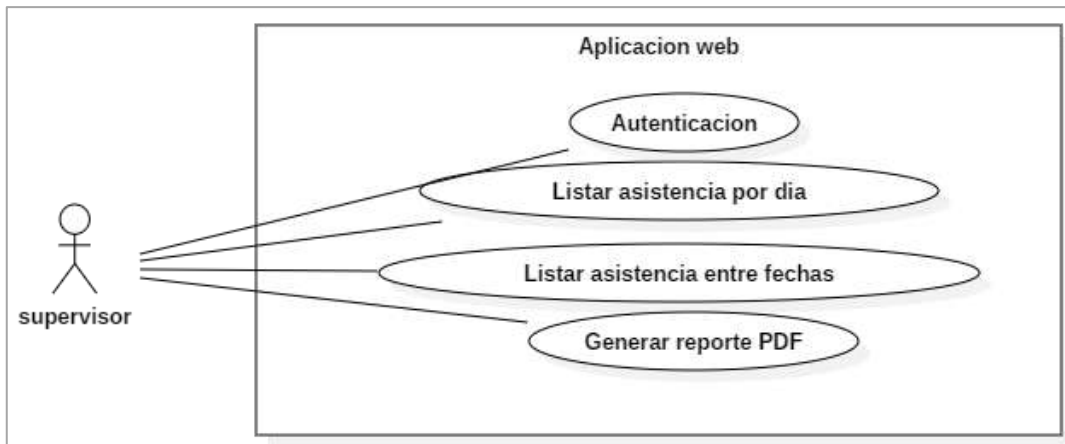 Aplicacion web
Autenticacion
Listar asistencia por dia
Listar asistencia entre fechas
Generar reporte PDF
supervisor